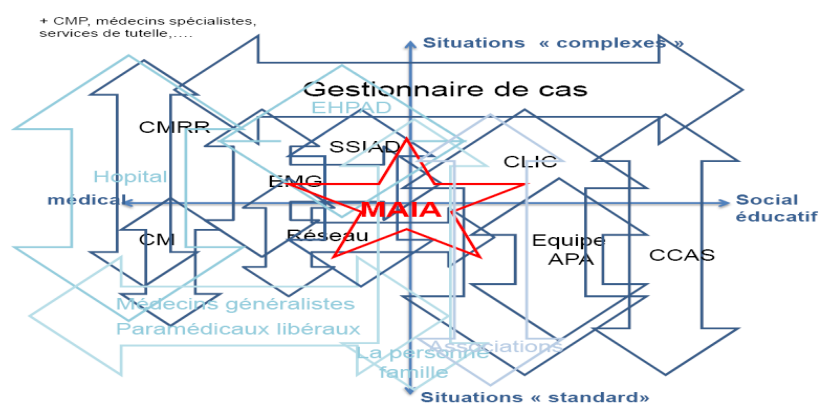 + CMP, médecins spécialistes,
services de tutelle,....
Situations « complexes »
Gestionnaire de cas
EHPAD
CMRR
SSIAD
CLIC
Hopital
EMG
médical
Social
éducatif
MAIA
CM
Réseau
Equipe
APA
CCAS
Médecins généralistes
Paramédicaux libéraux
Associations
La personne
famille
Situations « standard»